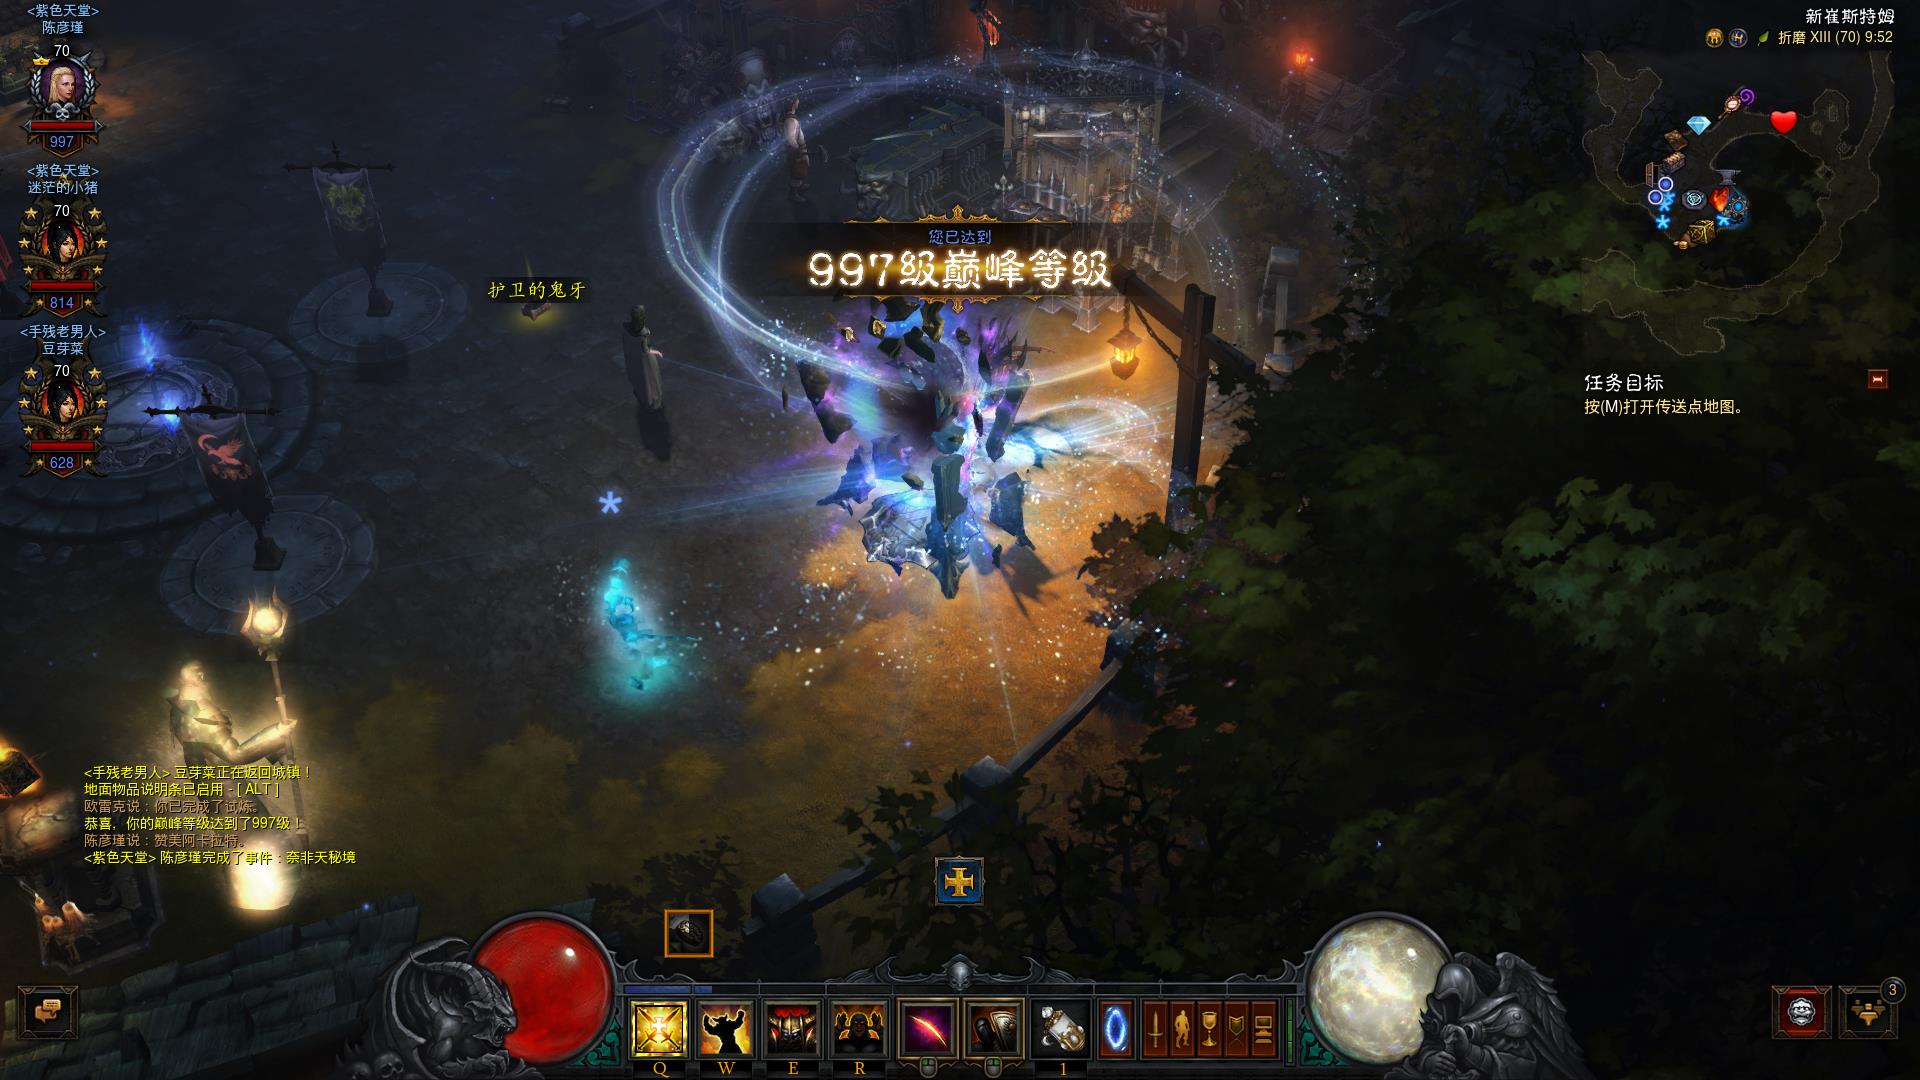 <紫色天堂>
陈彦瑾
70
997
<紫色天堂>
迷茫的小猪
70
814
<手残老男人>
豆芽菜
70
628
新崔斯特姆
折磨 XIII (70) 9:52
您已达到
997级巅峰等级
护卫的鬼牙
任务目标
按(M)打开传送点地图。
<手残老男人> 豆芽菜正在返回城镇！
地面物品说明条已启用 - [ ALT ]
欧雷克说：你已完成了试炼。
恭喜，你的巅峰等级达到了997级！
陈彦瑾说：赞美阿卡拉特。
<紫色天堂> 陈彦瑾完成了事件：奈非天秘境
Q
W
E
R
1
3